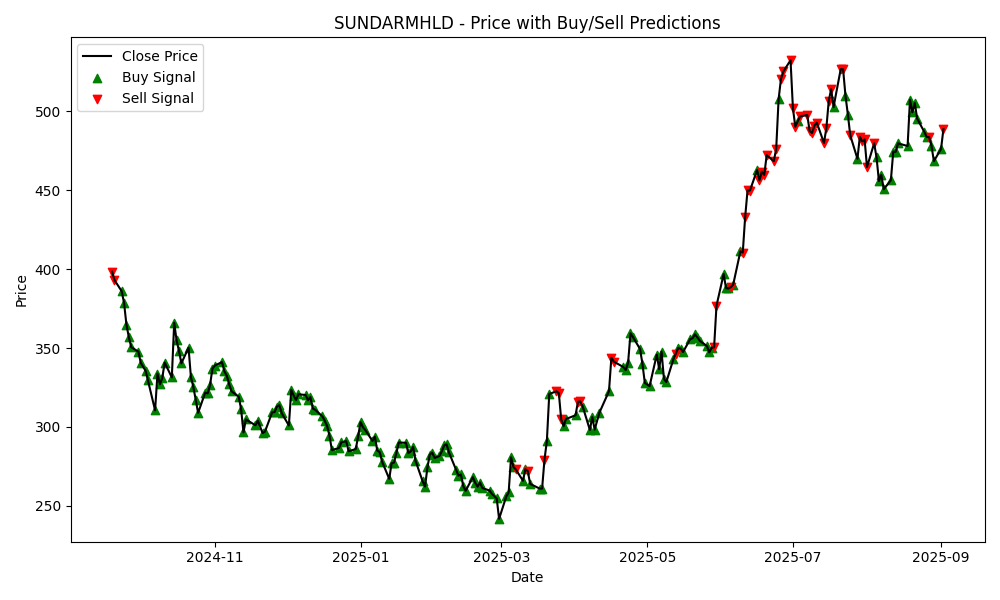 SUNDARMHLD - Price with Buy/Sell Predictions
Close Price
Buy Signal
Sell Signal
Price
500
450
400
350
300
250
2024-11
2025-01
2025-03
2025-05
2025-07
2025-09
Date